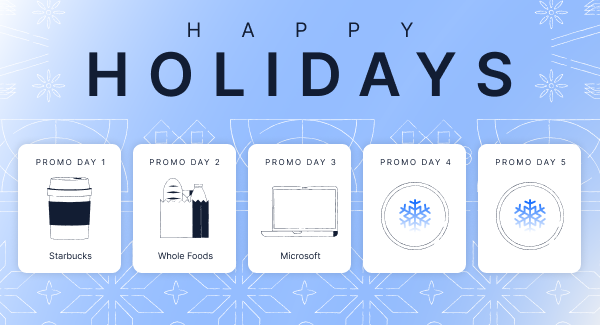 HAPPY
HOLIDAYS
PROMO DAY 1
Starbucks
PROMO DAY 2
Whole Foods
PROMO DAY 3
Microsoft
PROMO DAY 4
PROMO DAY 5